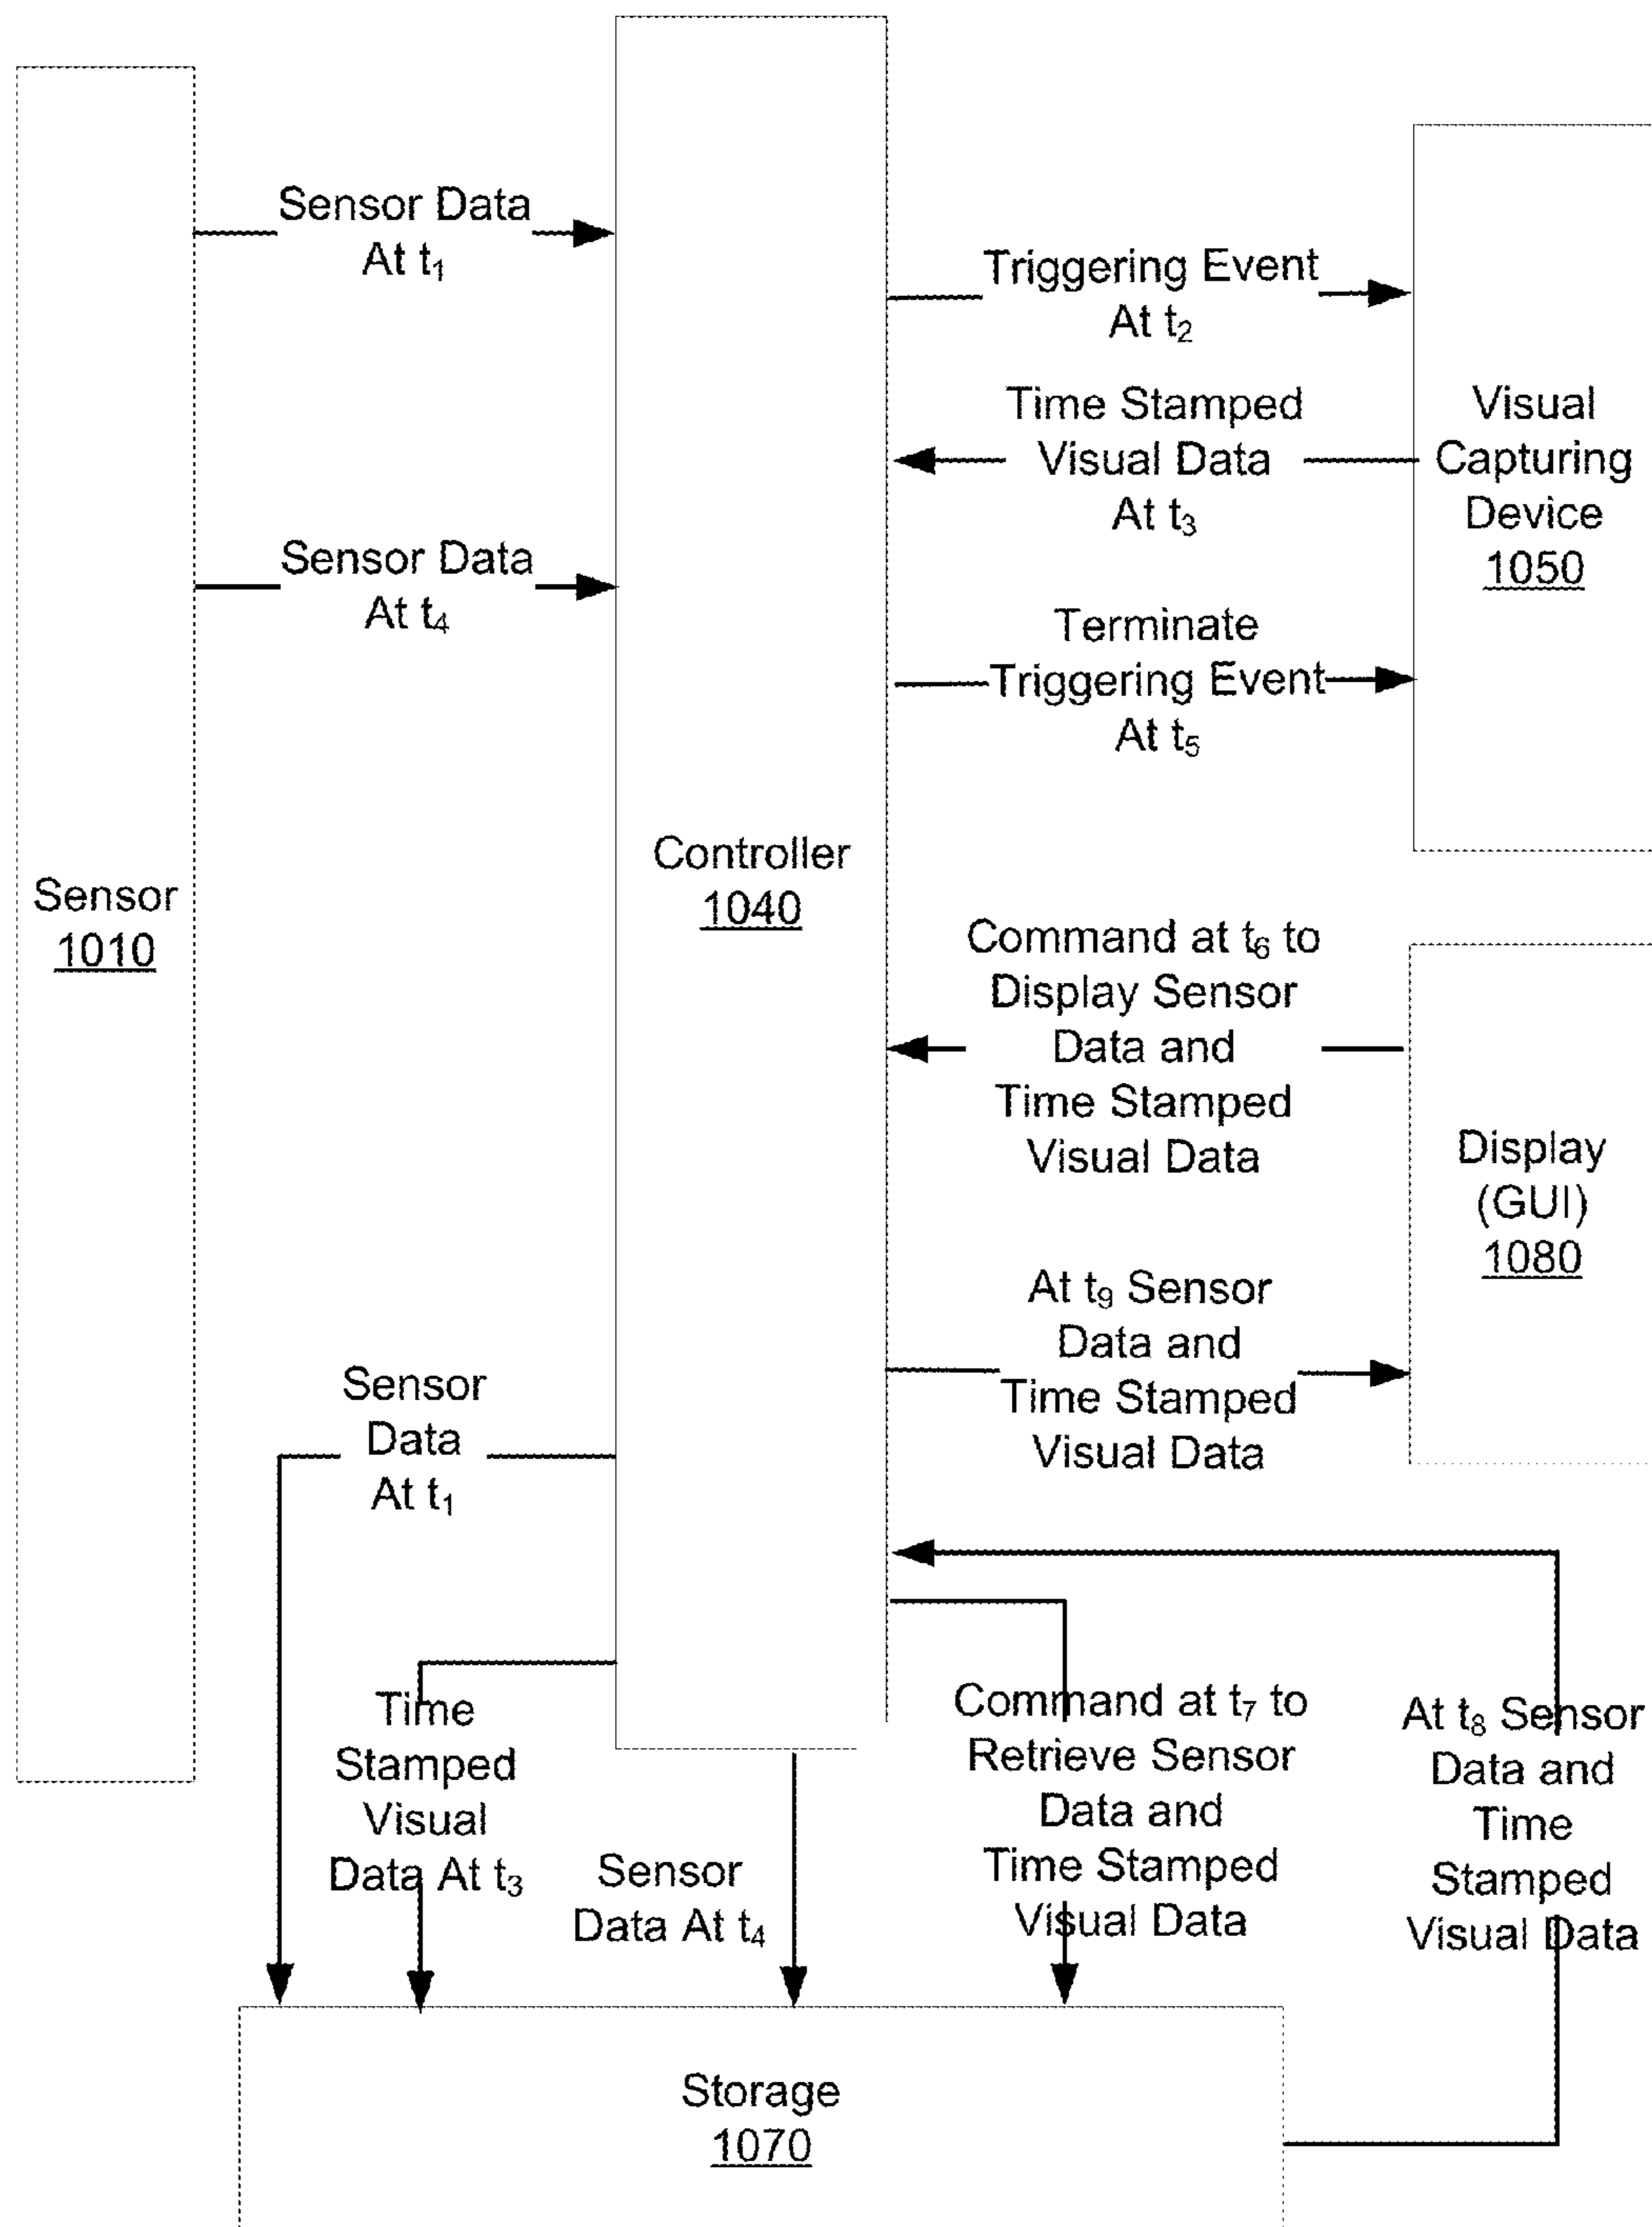 Sensor Data
At t₁
Triggering Event
At t₂
Time Stamped
Visual Data
At t₃
Visual
Capturing
Device
1050
Sensor Data
At t₄
Terminate
Triggering Event
At t₅
Controller
1040
Sensor
1010
Command at t₆ to
Display Sensor
Data and
Time Stamped
Visual Data
Display
(GUI)
1080
At t₉ Sensor
Data and
Time Stamped
Visual Data
Sensor
Data
At t₁
Time
Stamped
Visual
Data At t₃
Sensor
Data At t₄
Command at t₇ to
Retrieve Sensor
Data and
Time Stamped
Visual Data
At t₈ Sensor
Data and
Time
Stamped
Visual Data
Storage
1070